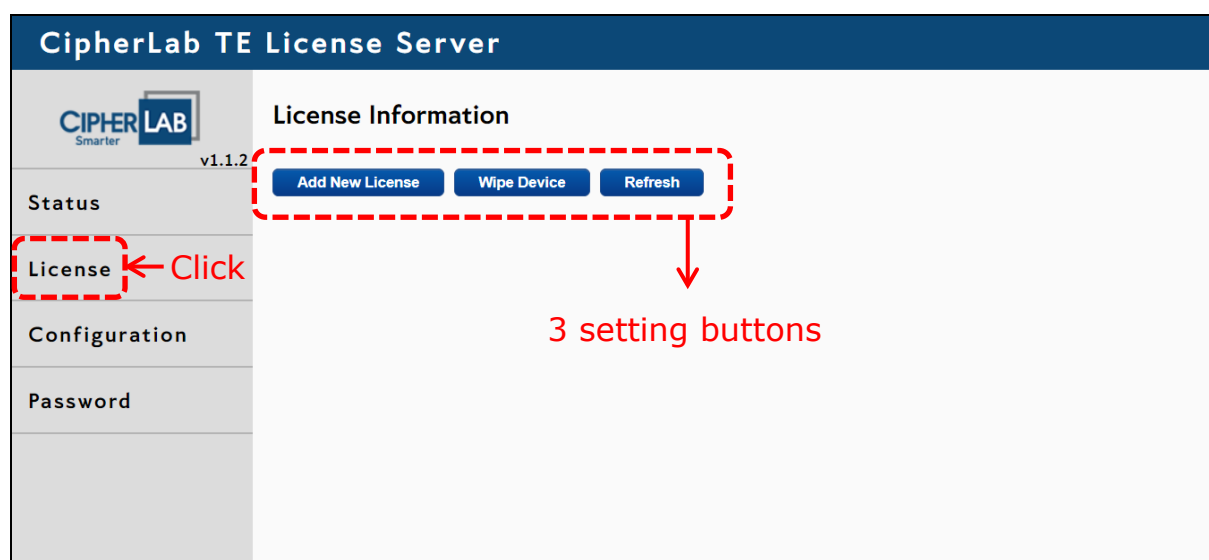 CipherLab TE License Server
CIPHERLAB
Smarter
v1.1.2
License Information
Add New License Wipe Device Refresh
Status
License
Click
Configuration
Password
3 setting buttons